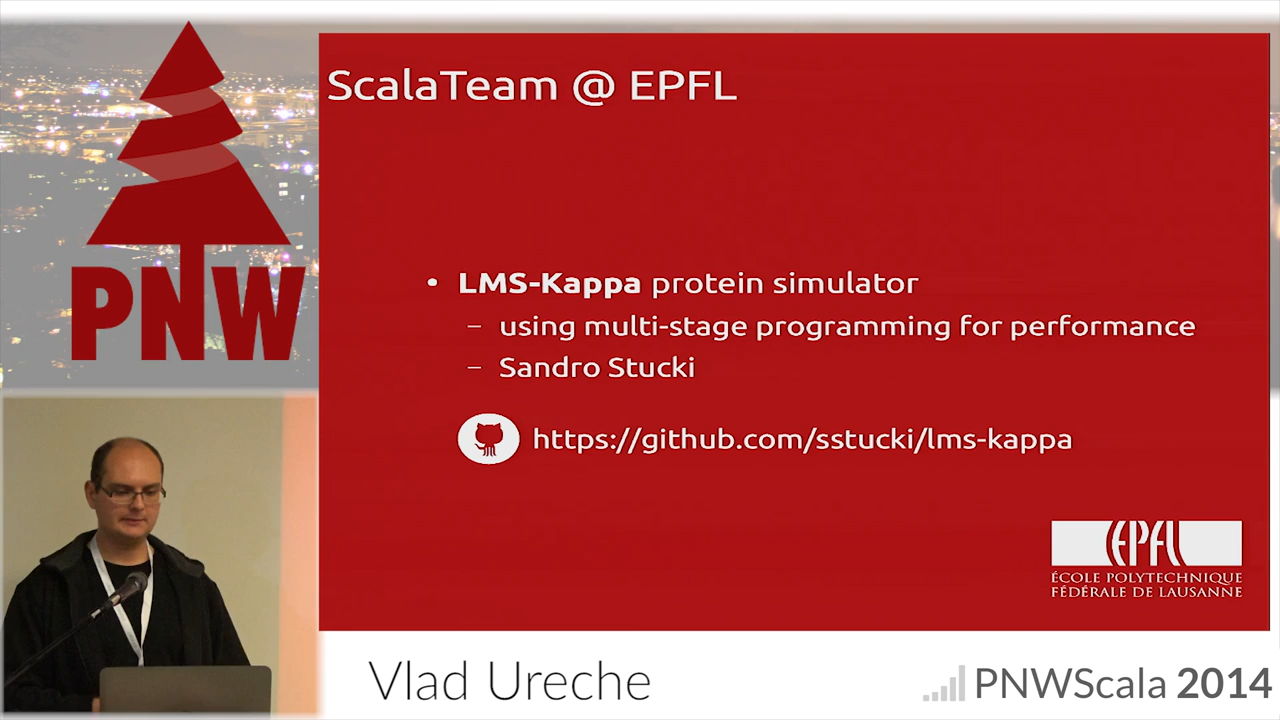 PNW
ScalaTeam @ EPFL
• LMS-Kappa protein simulator
– using multi-stage programming for performance
– Sandro Stucki
https://github.com/sstucki/lms-kappa
EPFL
ÉCOLE POLYTECHNIQUE
FÉDÉRALE DE LAUSANNE
Vlad Ureche
PNWScala 2014